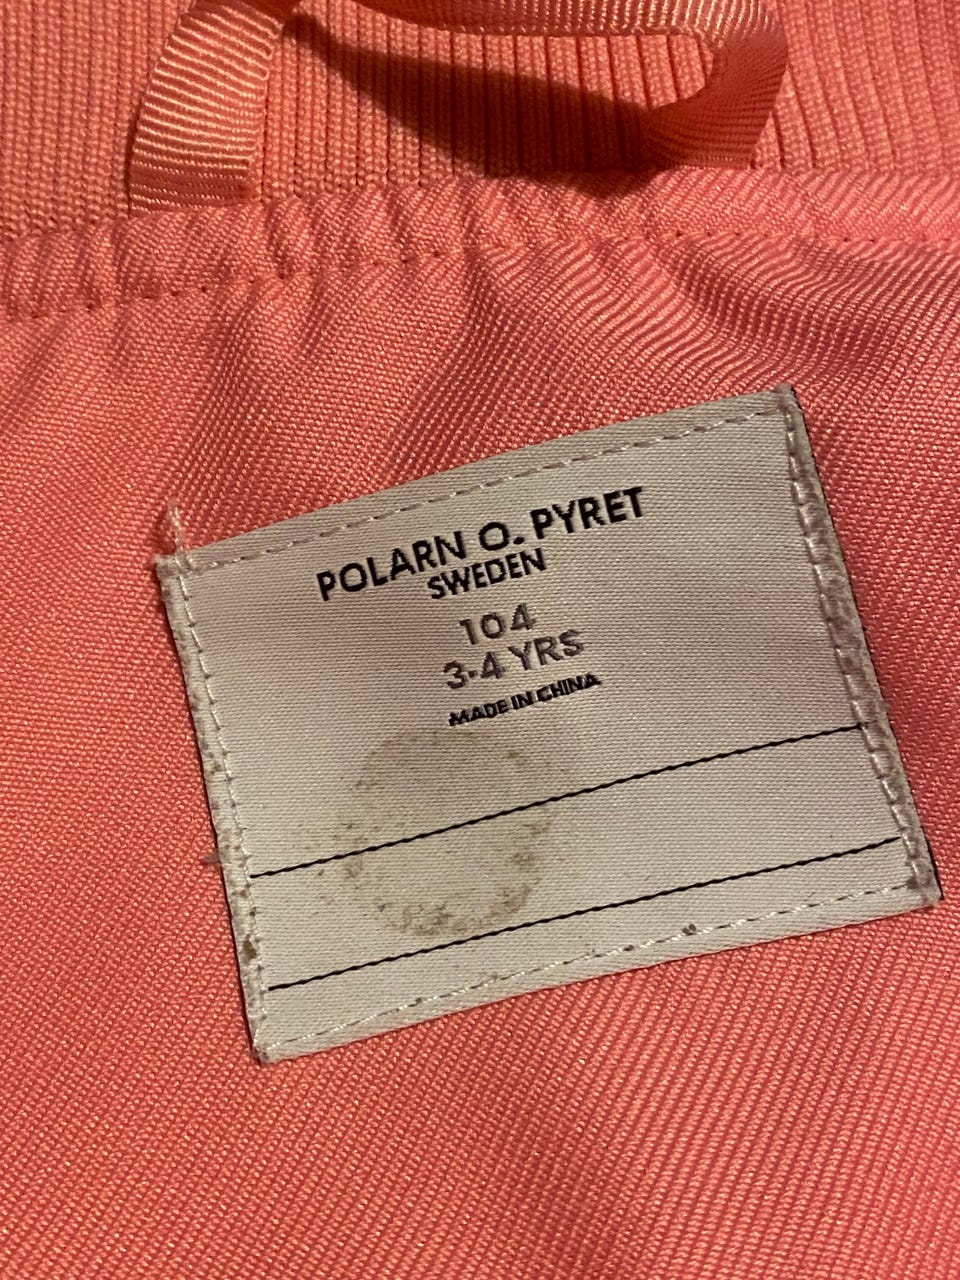 POLARN O. PYRET
SWEDEN
104
3-4 YRS
MADE IN CHINA